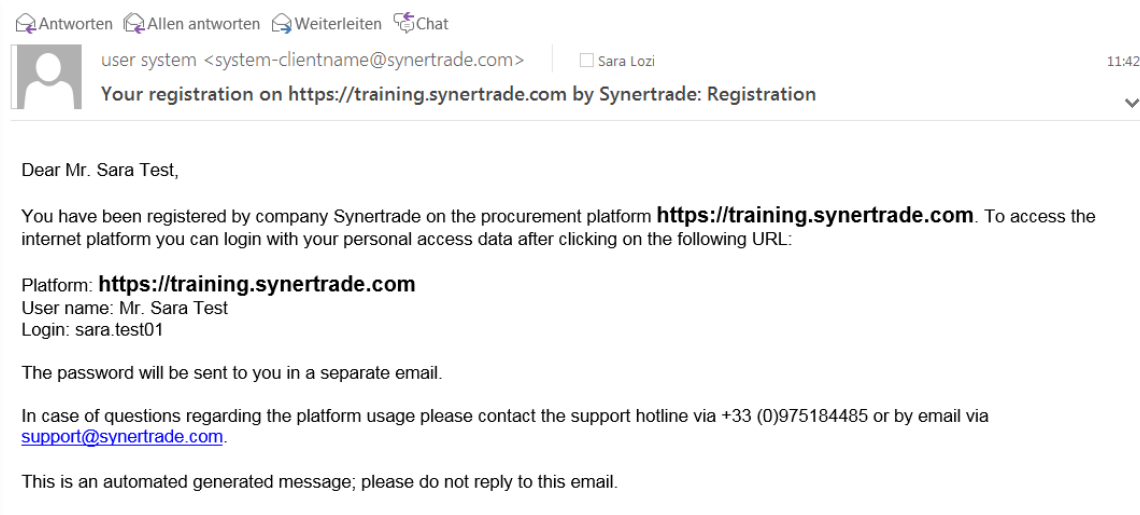 Antworten Allen antworten Weiterleiten Chat
user system <system-clientname@synertrade.com> Sara Lozi 11:42
Your registration on https://training.synertrade.com by Synertrade: Registration
Dear Mr. Sara Test,
You have been registered by company Synertrade on the procurement platform https://training.synertrade.com. To access the
internet platform you can login with your personal access data after clicking on the following URL:
Platform: https://training.synertrade.com
User name: Mr. Sara Test
Login: sara.test01
The password will be sent to you in a separate email.
In case of questions regarding the platform usage please contact the support hotline via +33 (0)975184485 or by email via
support@synertrade.com.
This is an automated generated message; please do not reply to this email.